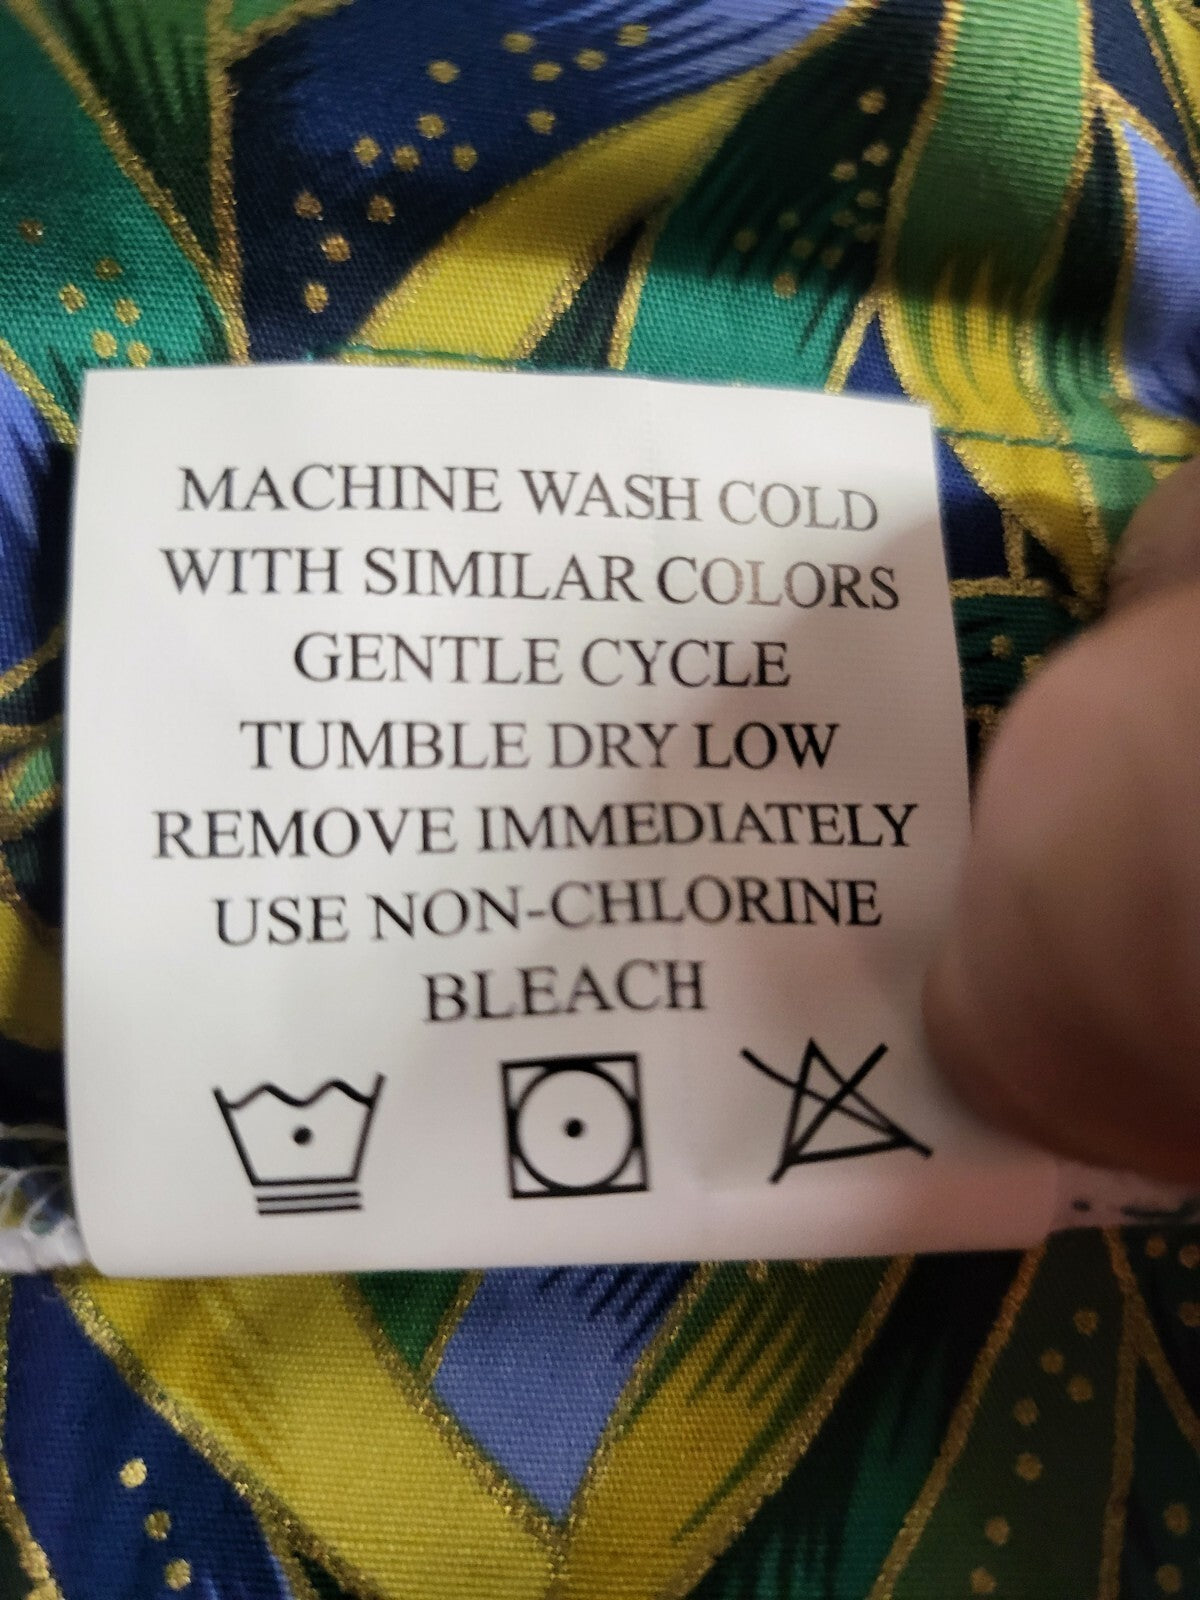 MACHINE WASH COLD
WITH SIMILAR COLORS
GENTLE CYCLE
TUMBLE DRY LOW
REMOVE IMMEDIATELY
USE NON-CHLORINE
BLEACH